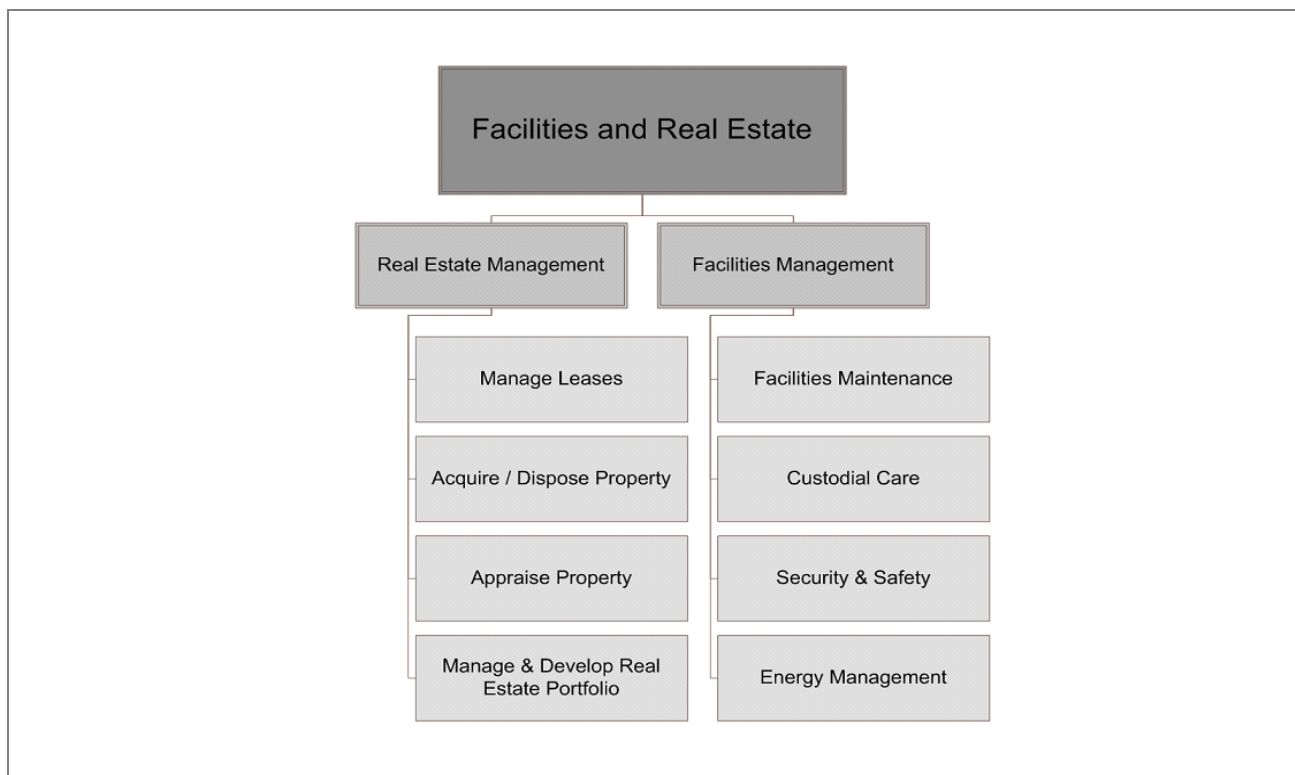 Facilities and Real Estate
Real Estate Management
Facilities Management
Manage Leases
Facilities Maintenance
Acquire / Dispose Property
Custodial Care
Appraise Property
Security & Safety
Manage & Develop Real
Estate Portfolio
Energy Management